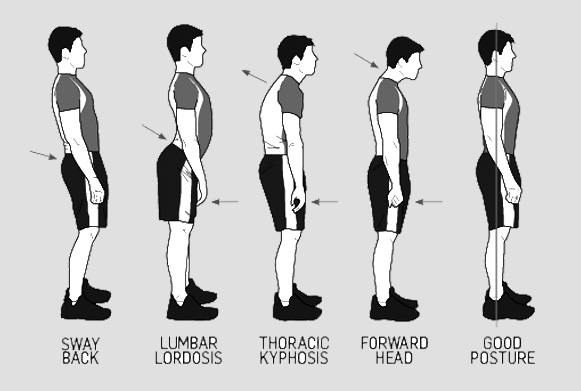 SWAY
BACK
LUMBAR
LORDOSIS
THORACIC
KYPHOSIS
FORWARD
HEAD
GOOD
POSTURE